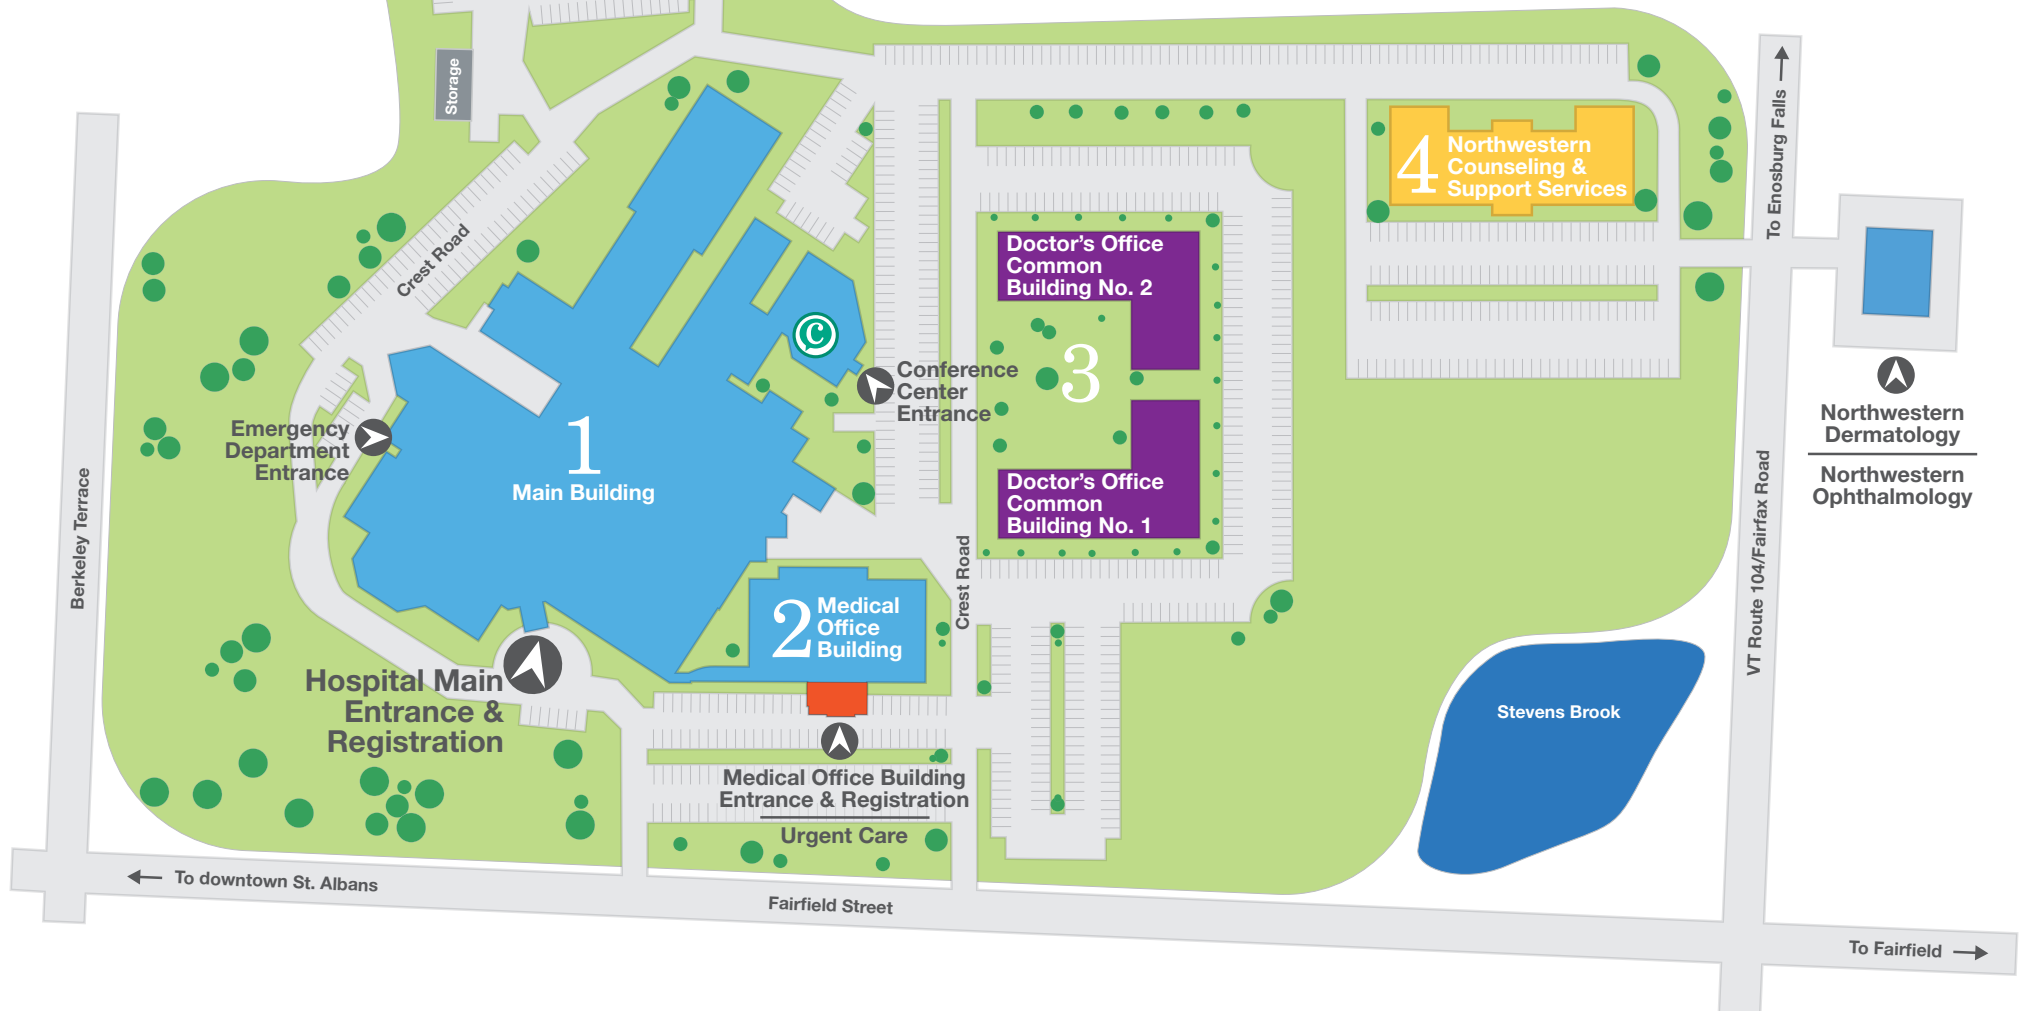 Storage
To Enosburg Falls
4
Northwestern
Counseling &
Support Services
Crest Road
Doctor's Office
Common
Building No. 2
C
Conference
Center
Entrance
3
Northwestern
Dermatology
Northwestern
Ophthalmology
Emergency
Department
Entrance
1
Main Building
Doctor's Office
Common
Building No. 1
Berkeley Terrace
Crest Road
VT Route 104/Fairfax Road
2
Medical
Office
Building
Hospital Main
Entrance &
Registration
Stevens Brook
Medical Office Building
Entrance & Registration
Urgent Care
To downtown St. Albans
Fairfield Street
To Fairfield